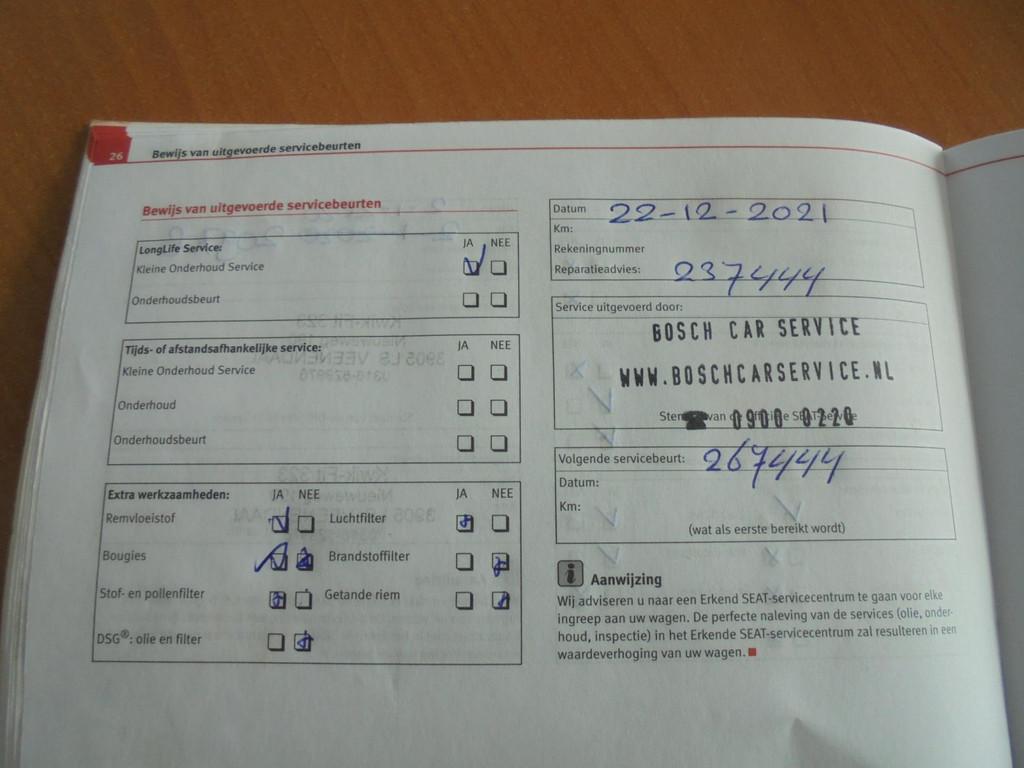 26 Bewijs van uitgevoerde servicebeurten
Bewijs van uitgevoerde servicebeurten
LongLife Service: JA NEE
Kleine Onderhoud Service
Onderhoudsbeurt
Tijds- of afstandsafhankelijke service: JA NEE
Kleine Onderhoud Service
Onderhoud
Onderhoudsbeurt
Extra werkzaamheden: JA NEE JA NEE
Remvloeistof Luchtfilter
Bougies Brandstoffilter
Stof- en pollenfilter Getande riem
DSG®: olie en filter
Datum 22-12-2021
Km:
Rekeningnummer
Reparatieadvies: 237444
Service uitgevoerd door:
BOSCH CAR SERVICE
WWW.BOSCHCARSERVICE.NL
☎ 0900 0220
Volgende servicebeurt: 267444
Datum:
Km:
(wat als eerste bereikt wordt)
i Aanwijzing
Wij adviseren u naar een Erkend SEAT-servicecentrum te gaan voor elke
ingreep aan uw wagen. De perfecte naleving van de services (olie, onder-
houd, inspectie) in het Erkende SEAT-servicecentrum zal resulteren in een
waardeverhoging van uw wagen.